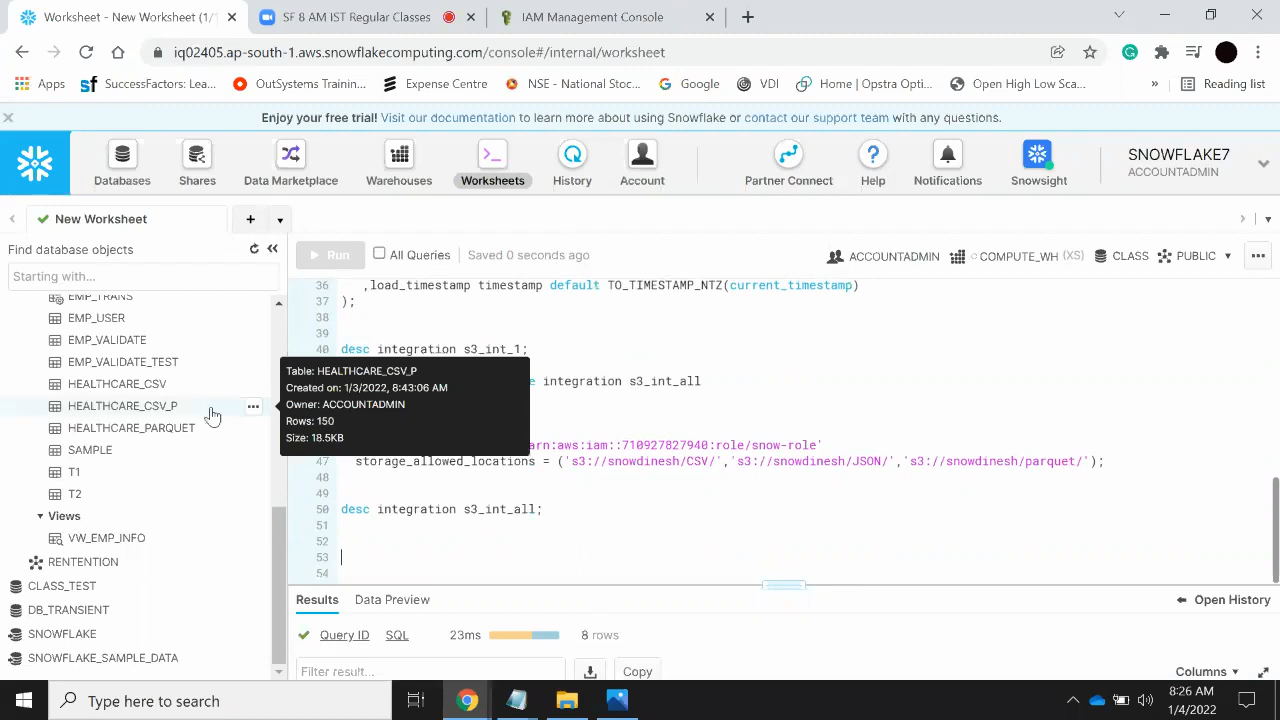 Worksheet - New Worksheet (1/
SF 8 AM IST Regular Classes
IAM Management Console
iq02405.ap-south-1.aws.snowflakecomputing.com/console#/internal/worksheet
Apps
SuccessFactors: Lea...
OutSystems Training...
Expense Centre
NSE - National Stoc...
Google
VDI
Home | Opstra Opti...
Open High Low Sca...
»
Reading list
Enjoy your free trial! Visit our documentation to learn more about using Snowflake or contact our support team with any questions.
Databases
Shares
Data Marketplace
Warehouses
Worksheets
History
Account
Partner Connect
Help
Notifications
Snowsight
SNOWFLAKE7
ACCOUNTADMIN
New Worksheet
Find database objects
Starting with...
Run
All Queries
Saved 0 seconds ago
ACCOUNTADMIN
COMPUTE_WH (XS)
CLASS
PUBLIC
EMP_TRANS
EMP_USER
EMP_VALIDATE
EMP_VALIDATE_TEST
HEALTHCARE_CSV
HEALTHCARE_CSV_P
HEALTHCARE_PARQUET
SAMPLE
T1
T2
Views
VW_EMP_INFO
RENTENTION
CLASS_TEST
DB_TRANSIENT
SNOWFLAKE
SNOWFLAKE_SAMPLE_DATA
Table: HEALTHCARE_CSV_P
Created on: 1/3/2022, 8:43:06 AM
Owner: ACCOUNTADMIN
Rows: 150
Size: 18.5KB
36 ,load_timestamp timestamp default TO_TIMESTAMP_NTZ(current_timestamp)
37 );
38
39
40 desc integration s3_int_1;
integration s3_int_all
arn:aws:iam::710927827940:role/snow-role'
47 storage_allowed_locations = ('s3://snowdinesh/CSV/','s3://snowdinesh/JSON/','s3://snowdinesh/parquet/');
48
49
50 desc integration s3_int_all;
51
52
53
54
Results
Data Preview
Open History
Query ID
SQL
23ms
8 rows
Filter result...
Copy
Columns
Type here to search
8:26 AM
1/4/2022